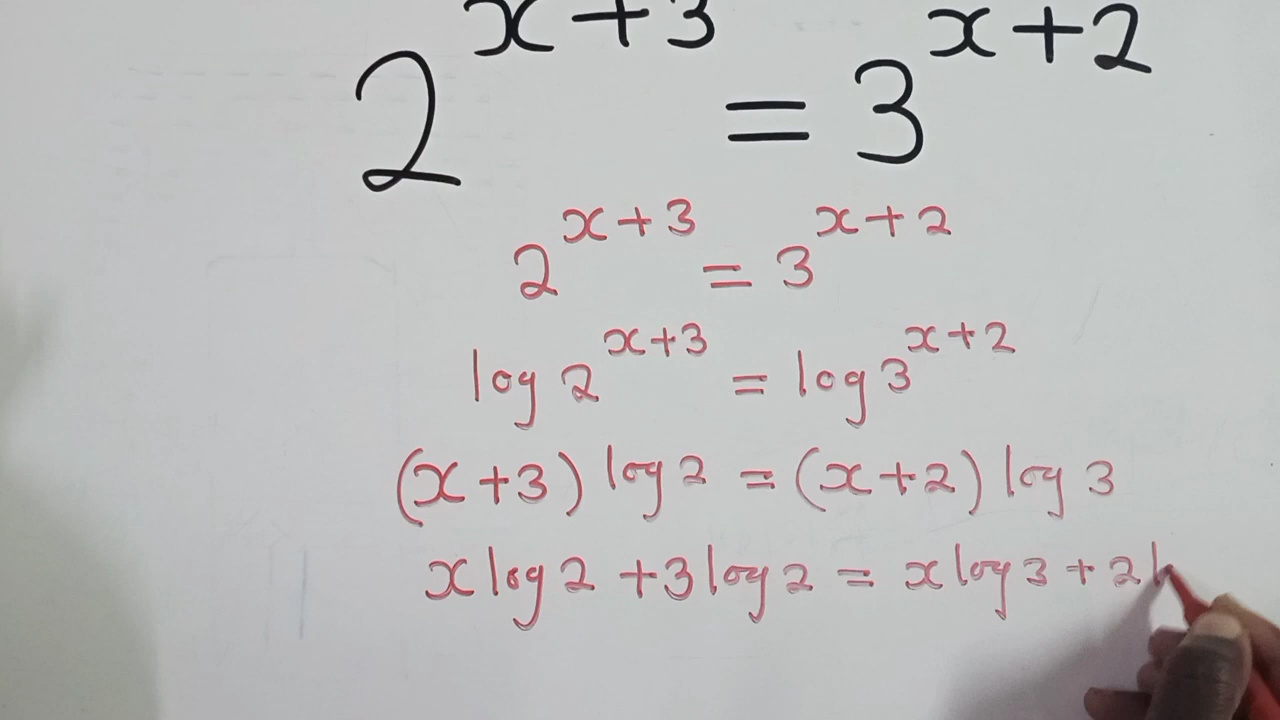 2^{x+3} = 3^{x+2}
2^{x+3} = 3^{x+2}
log 2^{x+3} = log 3^{x+2}
(x+3) log 2 = (x+2) log 3
x log 2 + 3 log 2 = x log 3 + 2 l